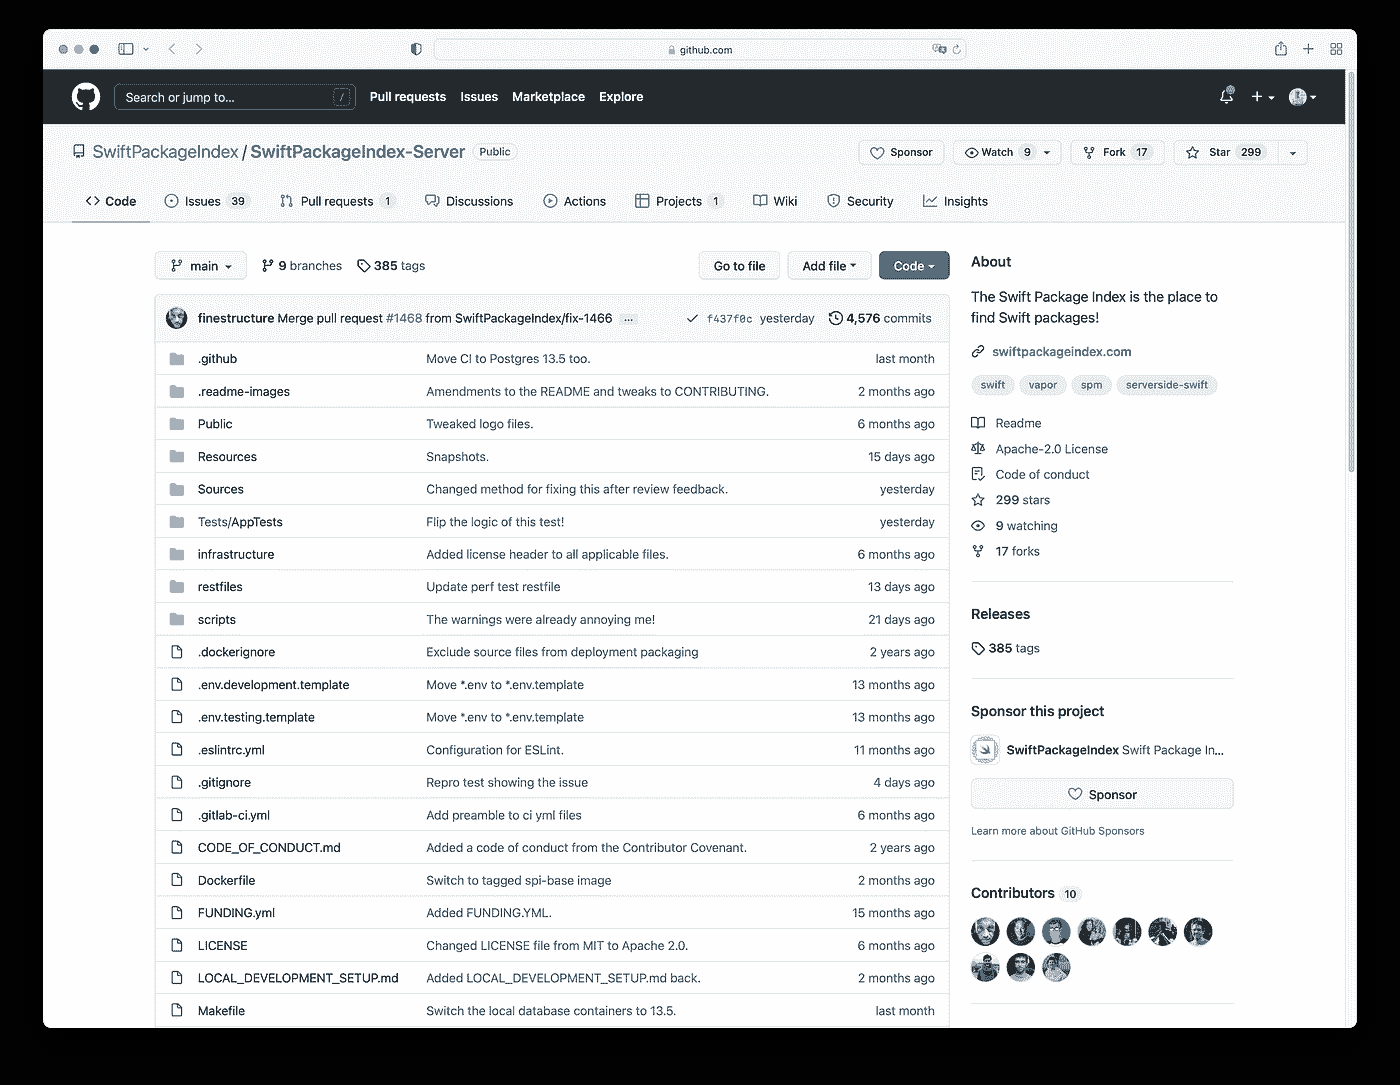 github.com
Search or jump to... / Pull requests Issues Marketplace Explore
SwiftPackageIndex / SwiftPackageIndex-Server Public Sponsor Watch 9 Fork 17 Star 299
Code Issues 39 Pull requests 1 Discussions Actions Projects 1 Wiki Security Insights
main 9 branches 385 tags Go to file Add file Code
finestructure Merge pull request #1468 from SwiftPackageIndex/fix-1466 ... f437f0c yesterday 4,576 commits
.github Move CI to Postgres 13.5 too. last month
.readme-images Amendments to the README and tweaks to CONTRIBUTING. 2 months ago
Public Tweaked logo files. 6 months ago
Resources Snapshots. 15 days ago
Sources Changed method for fixing this after review feedback. yesterday
Tests/AppTests Flip the logic of this test! yesterday
infrastructure Added license header to all applicable files. 6 months ago
restfiles Update perf test restfile 13 days ago
scripts The warnings were already annoying me! 21 days ago
.dockerignore Exclude source files from deployment packaging 2 years ago
.env.development.template Move *.env to *.env.template 13 months ago
.env.testing.template Move *.env to *.env.template 13 months ago
.eslintrc.yml Configuration for ESLint. 11 months ago
.gitignore Repro test showing the issue 4 days ago
.gitlab-ci.yml Add preamble to ci yml files 6 months ago
CODE_OF_CONDUCT.md Added a code of conduct from the Contributor Covenant. 2 years ago
Dockerfile Switch to tagged spi-base image 2 months ago
FUNDING.yml Added FUNDING.YML. 15 months ago
LICENSE Changed LICENSE file from MIT to Apache 2.0. 6 months ago
LOCAL_DEVELOPMENT_SETUP.md Added LOCAL_DEVELOPMENT_SETUP.md back. 2 months ago
Makefile Switch the local database containers to 13.5. last month
About
The Swift Package Index is the place to
find Swift packages!
swiftpackageindex.com
swift vapor spm serverside-swift
Readme
Apache-2.0 License
Code of conduct
299 stars
9 watching
17 forks
Releases
385 tags
Sponsor this project
SwiftPackageIndex Swift Package In...
Sponsor
Learn more about GitHub Sponsors
Contributors 10